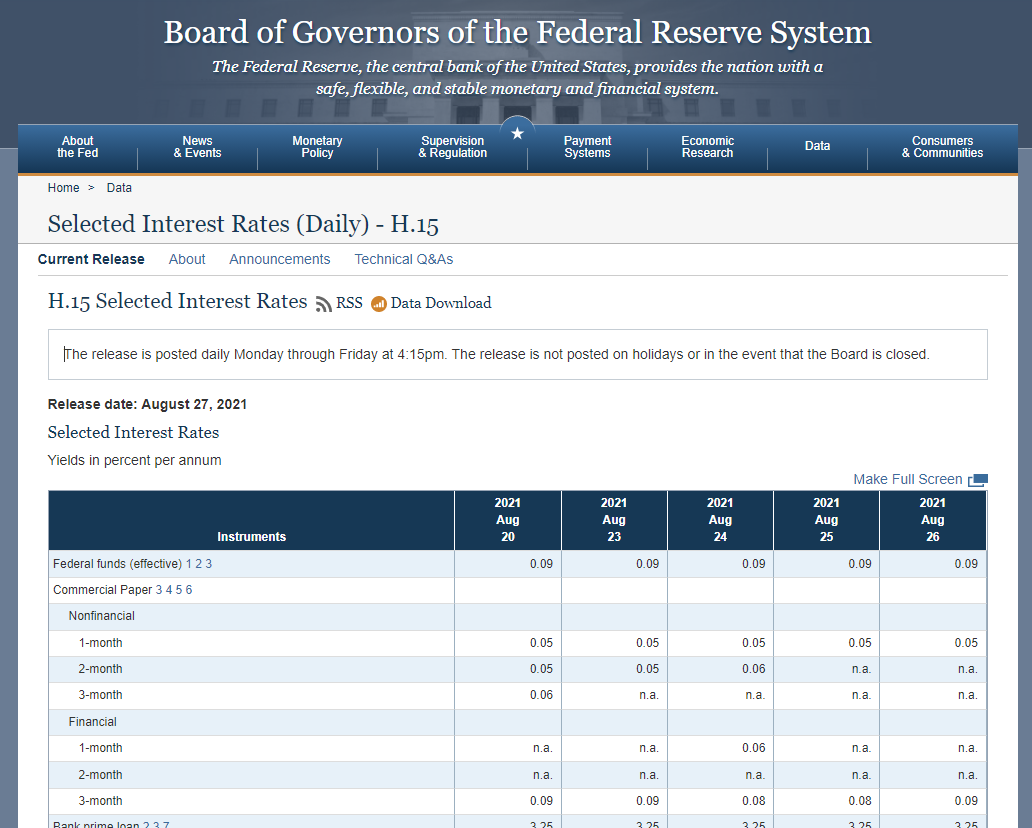 Board of Governors of the Federal Reserve System
The Federal Reserve, the central bank of the United States, provides the nation with a
safe, flexible, and stable monetary and financial system.
About
the Fed
News
& Events
Monetary
Policy
Supervision
& Regulation
Payment
Systems
Economic
Research
Data
Consumers
& Communities
Home > Data
Selected Interest Rates (Daily) - H.15
Current Release About Announcements Technical Q&As
H.15 Selected Interest Rates RSS Data Download
The release is posted daily Monday through Friday at 4:15pm. The release is not posted on holidays or in the event that the Board is closed.
Release date: August 27, 2021
Selected Interest Rates
Yields in percent per annum
Make Full Screen
Instruments
2021
Aug
20
2021
Aug
23
2021
Aug
24
2021
Aug
25
2021
Aug
26
Federal funds (effective) 1 2 3 0.09 0.09 0.09 0.09 0.09
Commercial Paper 3 4 5 6
Nonfinancial
1-month 0.05 0.05 0.05 0.05 0.05
2-month 0.05 0.05 0.06 n.a. n.a.
3-month 0.06 n.a. n.a. n.a. n.a.
Financial
1-month n.a. n.a. 0.06 n.a. n.a.
2-month n.a. n.a. n.a. n.a. n.a.
3-month 0.09 0.09 0.08 0.08 0.09
Bank prime loan 2 3 7 3.25 3.25 3.25 3.25 3.25